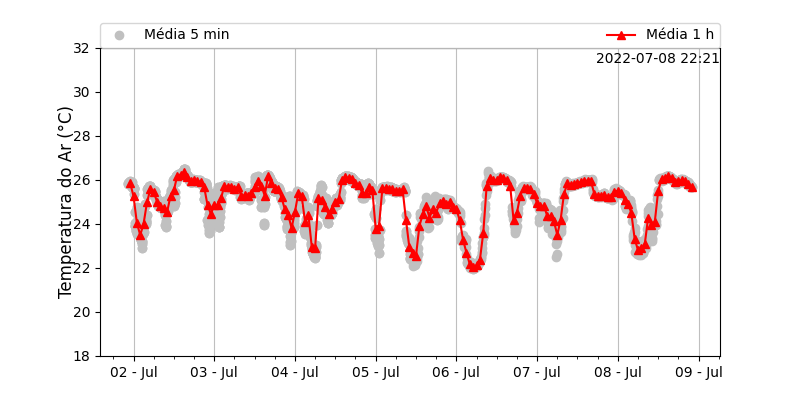 Média 5 min
Média 1 h
2022-07-08 22:21
Temperatura do Ar (°C)
32
30
28
26
24
22
20
18
02 - Jul
03 - Jul
04 - Jul
05 - Jul
06 - Jul
07 - Jul
08 - Jul
09 - Jul